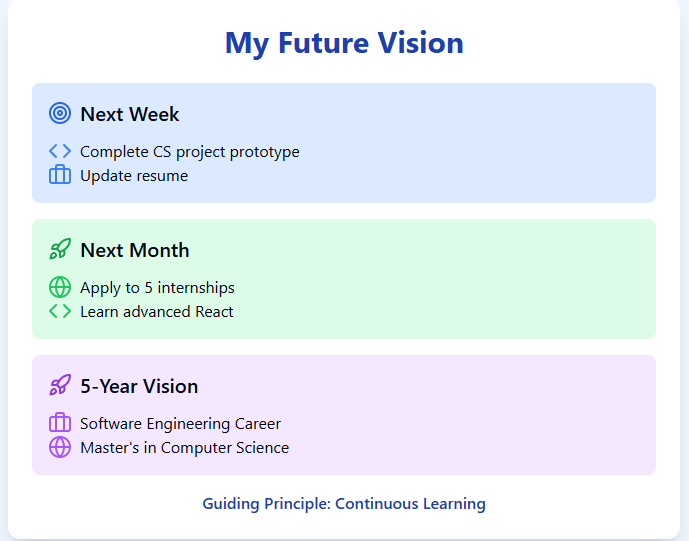 My Future Vision
Next Week
Complete CS project prototype
Update resume
Next Month
Apply to 5 internships
Learn advanced React
5-Year Vision
Software Engineering Career
Master's in Computer Science
Guiding Principle: Continuous Learning